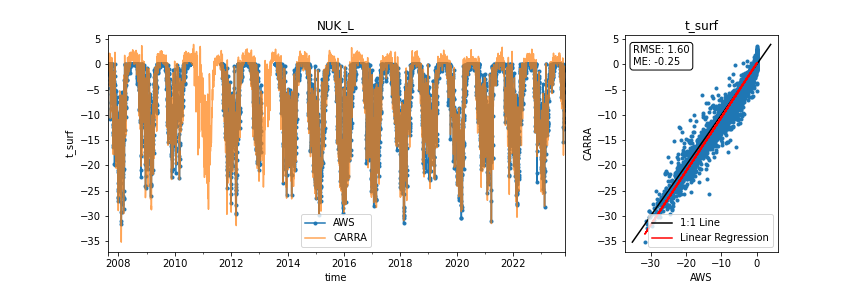 NUK_L
t_surf
5
0
−5
−10
−15
−20
−25
−30
−35
t_surf
2008
2010
2012
2014
2016
2018
2020
2022
time
AWS
CARRA
t_surf
5
0
−5
−10
−15
−20
−25
−30
−35
CARRA
RMSE: 1.60
ME: -0.25
1:1 Line
Linear Regression
−30
−20
−10
0
AWS